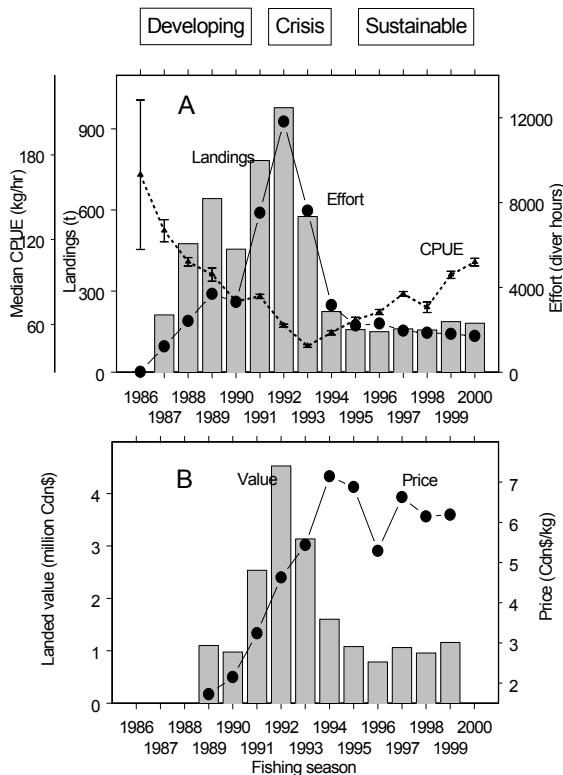 Developing Crisis Sustainable
A
Median CPUE (kg/hr)
Landings (t)
Effort (diver hours)
180
120
60
900
600
300
0
12000
8000
4000
0
Landings
Effort
CPUE
1986 1988 1990 1992 1994 1996 1998 2000
1987 1989 1991 1993 1995 1997 1999
B
Landed value (million Cdn$)
Price (Cdn$/kg)
4
3
2
1
0
7
6
5
4
3
2
Value
Price
1986 1988 1990 1992 1994 1996 1998 2000
1987 1989 1991 1993 1995 1997 1999
Fishing season